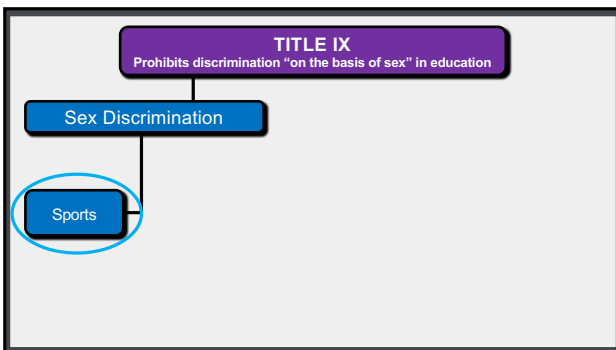 TITLE IX
Prohibits discrimination “on the basis of sex” in education
Sex Discrimination
Sports